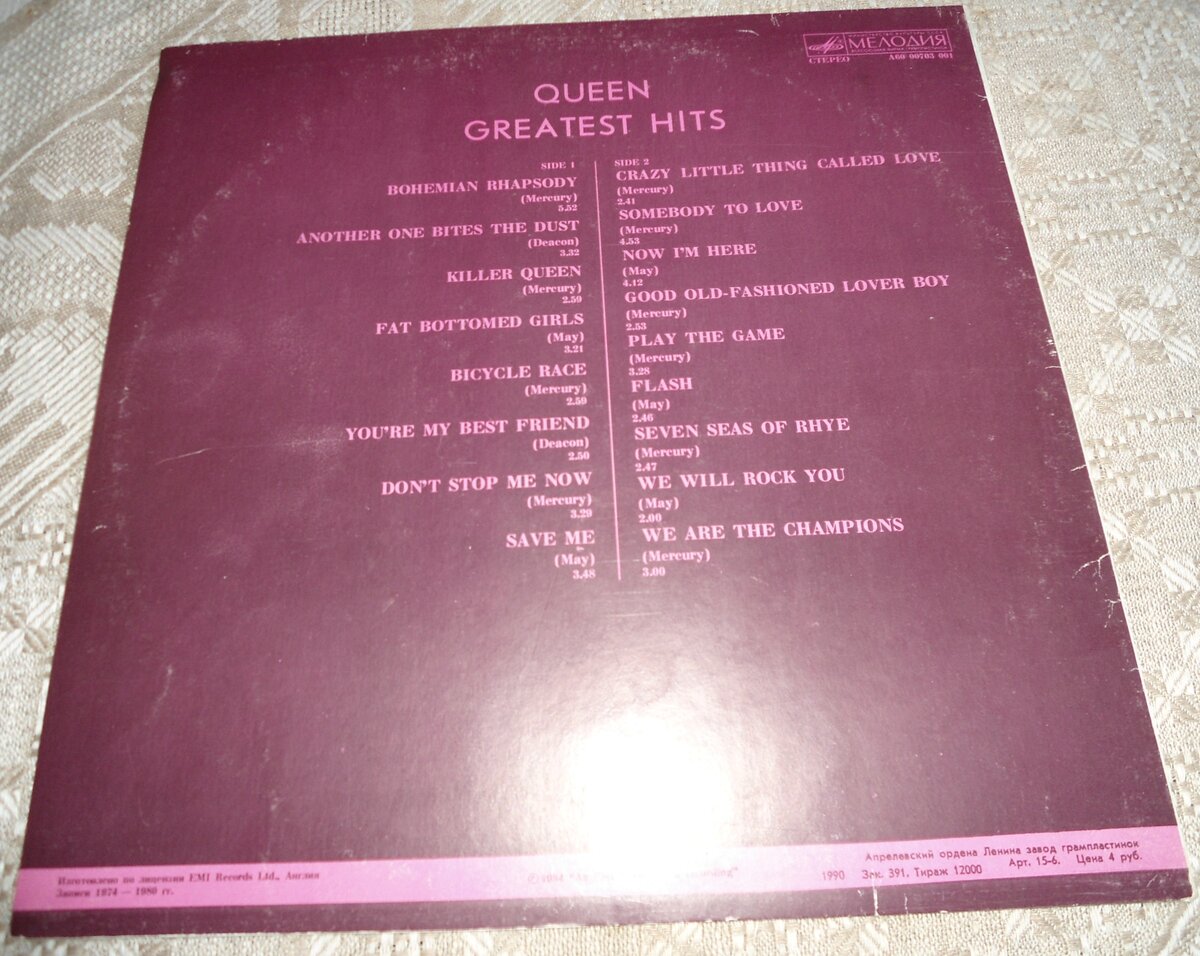 МЕЛОДИЯ
СТЕРЕО
А60 00703 001
QUEEN
GREATEST HITS
SIDE 1
BOHEMIAN RHAPSODY
(Mercury)
5.52
ANOTHER ONE BITES THE DUST
(Deacon)
3.32
KILLER QUEEN
(Mercury)
2.59
FAT BOTTOMED GIRLS
(May)
3.21
BICYCLE RACE
(Mercury)
2.59
YOU'RE MY BEST FRIEND
(Deacon)
2.50
DON'T STOP ME NOW
(Mercury)
3.29
SAVE ME
(May)
3.48
SIDE 2
CRAZY LITTLE THING CALLED LOVE
(Mercury)
2.41
SOMEBODY TO LOVE
(Mercury)
4.53
NOW I'M HERE
(May)
4.12
GOOD OLD-FASHIONED LOVER BOY
(Mercury)
2.53
PLAY THE GAME
(Mercury)
3.28
FLASH
(May)
2.46
SEVEN SEAS OF RHYE
(Mercury)
2.47
WE WILL ROCK YOU
(May)
2.00
WE ARE THE CHAMPIONS
(Mercury)
3.00
Изготовлено по лицензии EMI Records Ltd., Англия
Записи 1974 — 1980 гг.
1990
Апрелевский ордена Ленина завод грампластинок
Арт. 15-6. Цена 4 руб.
Зак. 391. Тираж 12000